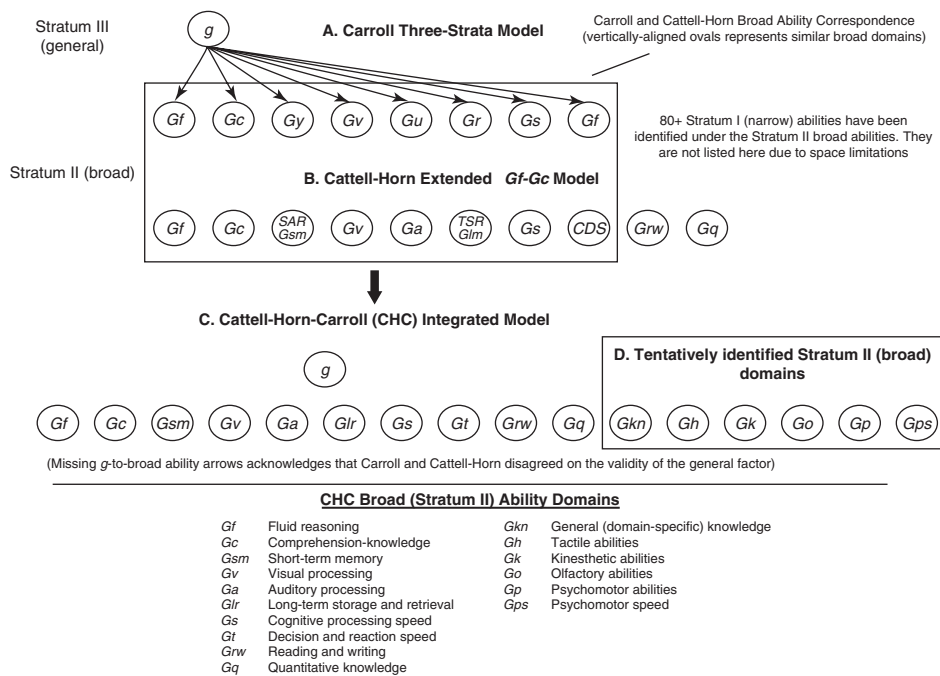 Stratum III
(general)
g
A. Carroll Three-Strata Model
Carroll and Cattell-Horn Broad Ability Correspondence
(vertically-aligned ovals represents similar broad domains)
Gf Gc Gy Gv Gu Gr Gs Gf
80+ Stratum I (narrow) abilities have been
identified under the Stratum II broad abilities. They
are not listed here due to space limitations
Stratum II (broad)
B. Cattell-Horn Extended Gf-Gc Model
Gf Gc SAR Gsm Gv Ga TSR Glm Gs CDS Grw Gq
C. Cattell-Horn-Carroll (CHC) Integrated Model
g
D. Tentatively identified Stratum II (broad)
domains
Gf Gc Gsm Gv Ga Glr Gs Gt Grw Gq Gkn Gh Gk Go Gp Gps
(Missing g-to-broad ability arrows acknowledges that Carroll and Cattell-Horn disagreed on the validity of the general factor)
CHC Broad (Stratum II) Ability Domains
Gf Fluid reasoning
Gc Comprehension-knowledge
Gsm Short-term memory
Gv Visual processing
Ga Auditory processing
Glr Long-term storage and retrieval
Gs Cognitive processing speed
Gt Decision and reaction speed
Grw Reading and writing
Gq Quantitative knowledge
Gkn General (domain-specific) knowledge
Gh Tactile abilities
Gk Kinesthetic abilities
Go Olfactory abilities
Gp Psychomotor abilities
Gps Psychomotor speed